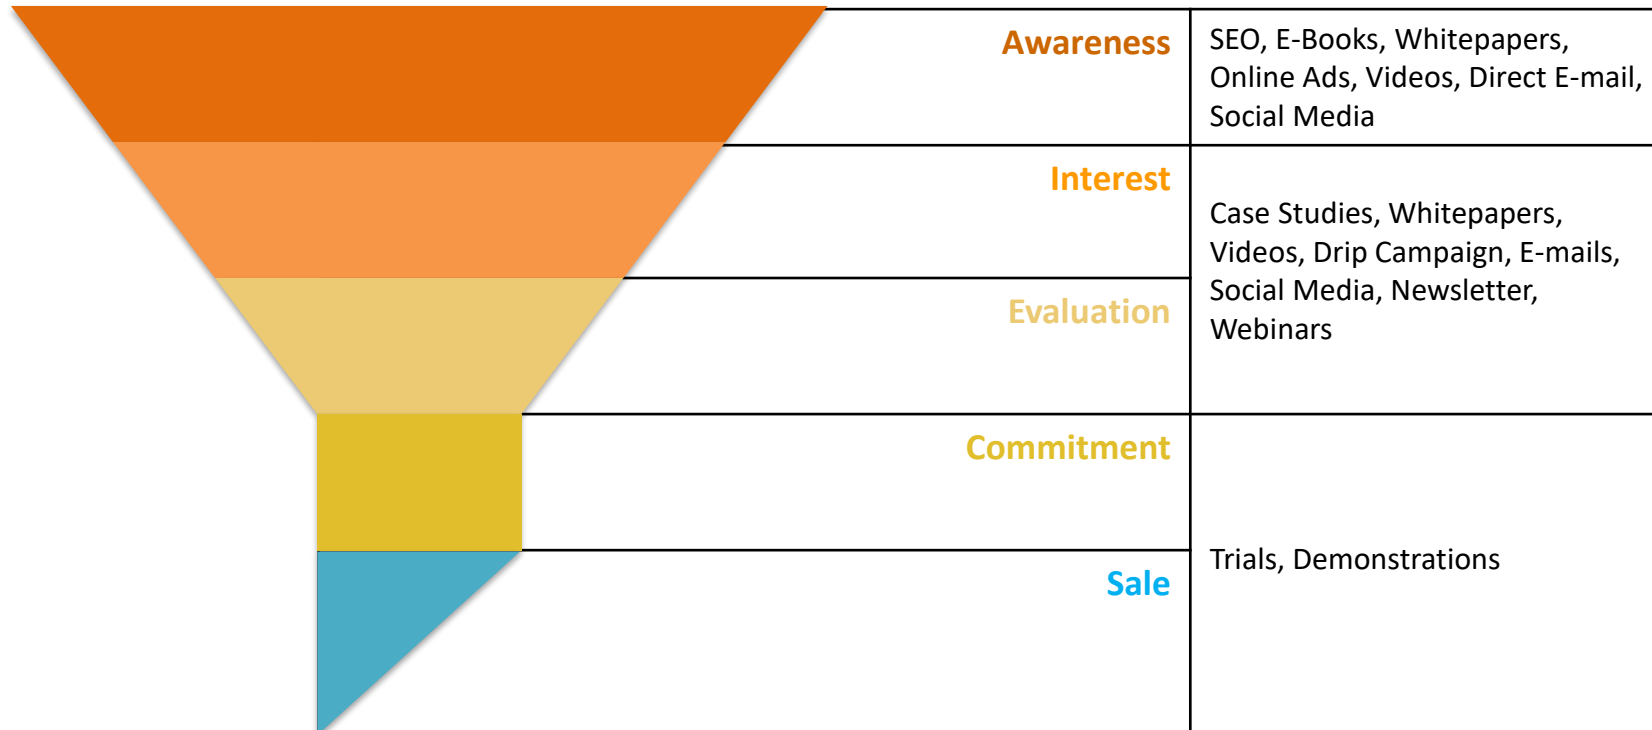 Awareness
SEO, E-Books, Whitepapers,
Online Ads, Videos, Direct E-mail,
Social Media
Interest
Case Studies, Whitepapers,
Videos, Drip Campaign, E-mails,
Social Media, Newsletter,
Webinars
Evaluation
Commitment
Trials, Demonstrations
Sale